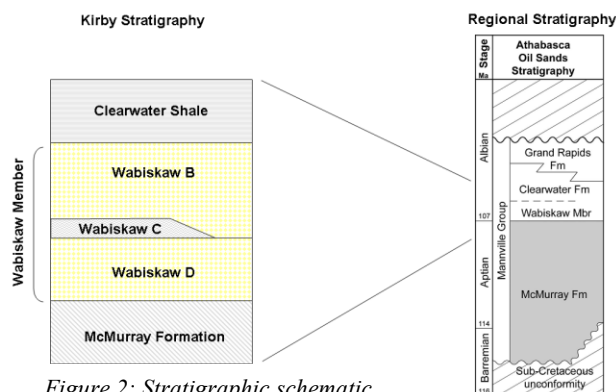 Kirby Stratigraphy
Clearwater Shale
Wabiskaw Member
Wabiskaw B
Wabiskaw C
Wabiskaw D
McMurray Formation
Regional Stratigraphy
Stage
Ma
Athabasca
Oil Sands
Stratigraphy
Albian
107
Aptian
114
Barremian
Mannville Group
Grand Rapids
Fm
Clearwater Fm
Wabiskaw Mbr
McMurray Fm
Sub-Cretaceous
unconformity
Figure 2: Stratigraphic schematic